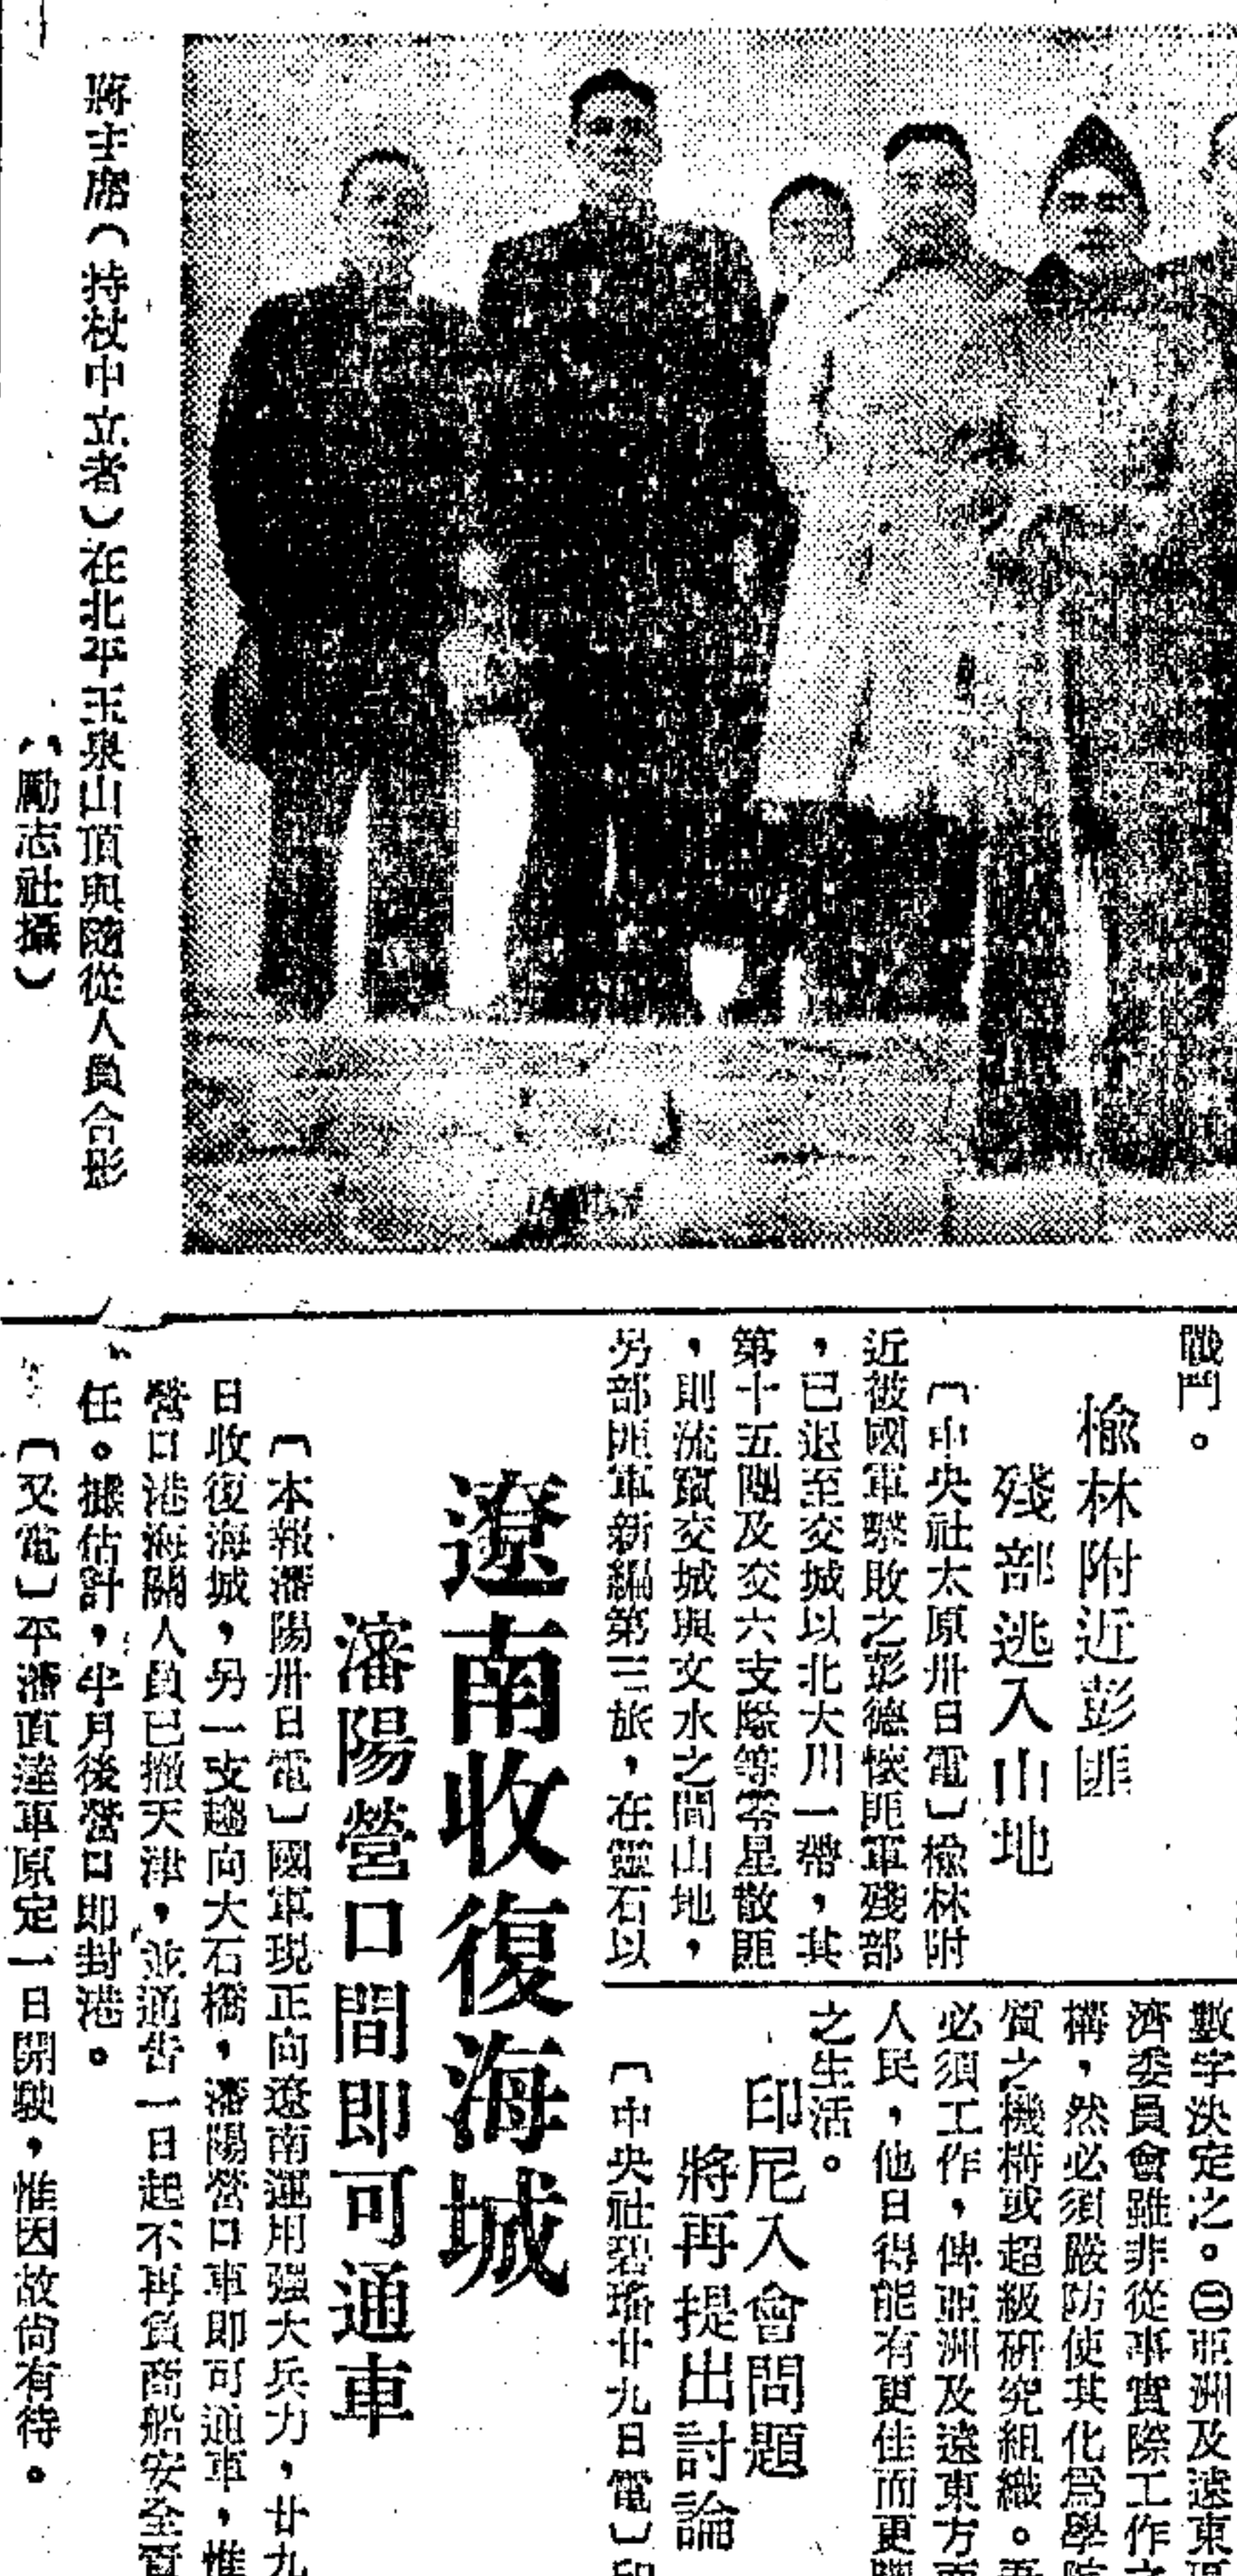 蔣主席（持杖中立者）在北平玉泉山頂與隨從人員合影
（勵志社攝）
戰鬥。
榆林附近彭匪
殘部逃入山地
〔中央社太原卅日電〕榆林附
近被國軍擊敗之彭德懷匪軍殘部
，已退至交城以北大川一帶，其
第十五團及交六支隊等零星散匪
，則流竄交城與文水之間山地，
另部匪軍新編第三旅，在靈石以
遼南收復海城
瀋陽營口間即可通車
〔本報瀋陽卅日電〕國軍現正向遼南運用強大兵力，廿九
日收復海城，另一支趨向大石橋，瀋陽營口車即可通車，惟
營口港海關人員已撤天津，並通告一日起不再負商船安全責
任。據估計，半月後營口即封港。
〔又電〕平瀋直達車原定一日開駛，惟因故尙有待。
數字決定之。㊁亞洲及遠東
濟委員會雖非從事實際工作
構，然必須嚴防使其化爲學
質之機構或超級研究組織。
必須工作，俾亞洲及遠東方
人民，他日得能有更佳而更
之生活。
印尼入會問題
將再提出討論
〔中央社碧瑤廿九日電〕印